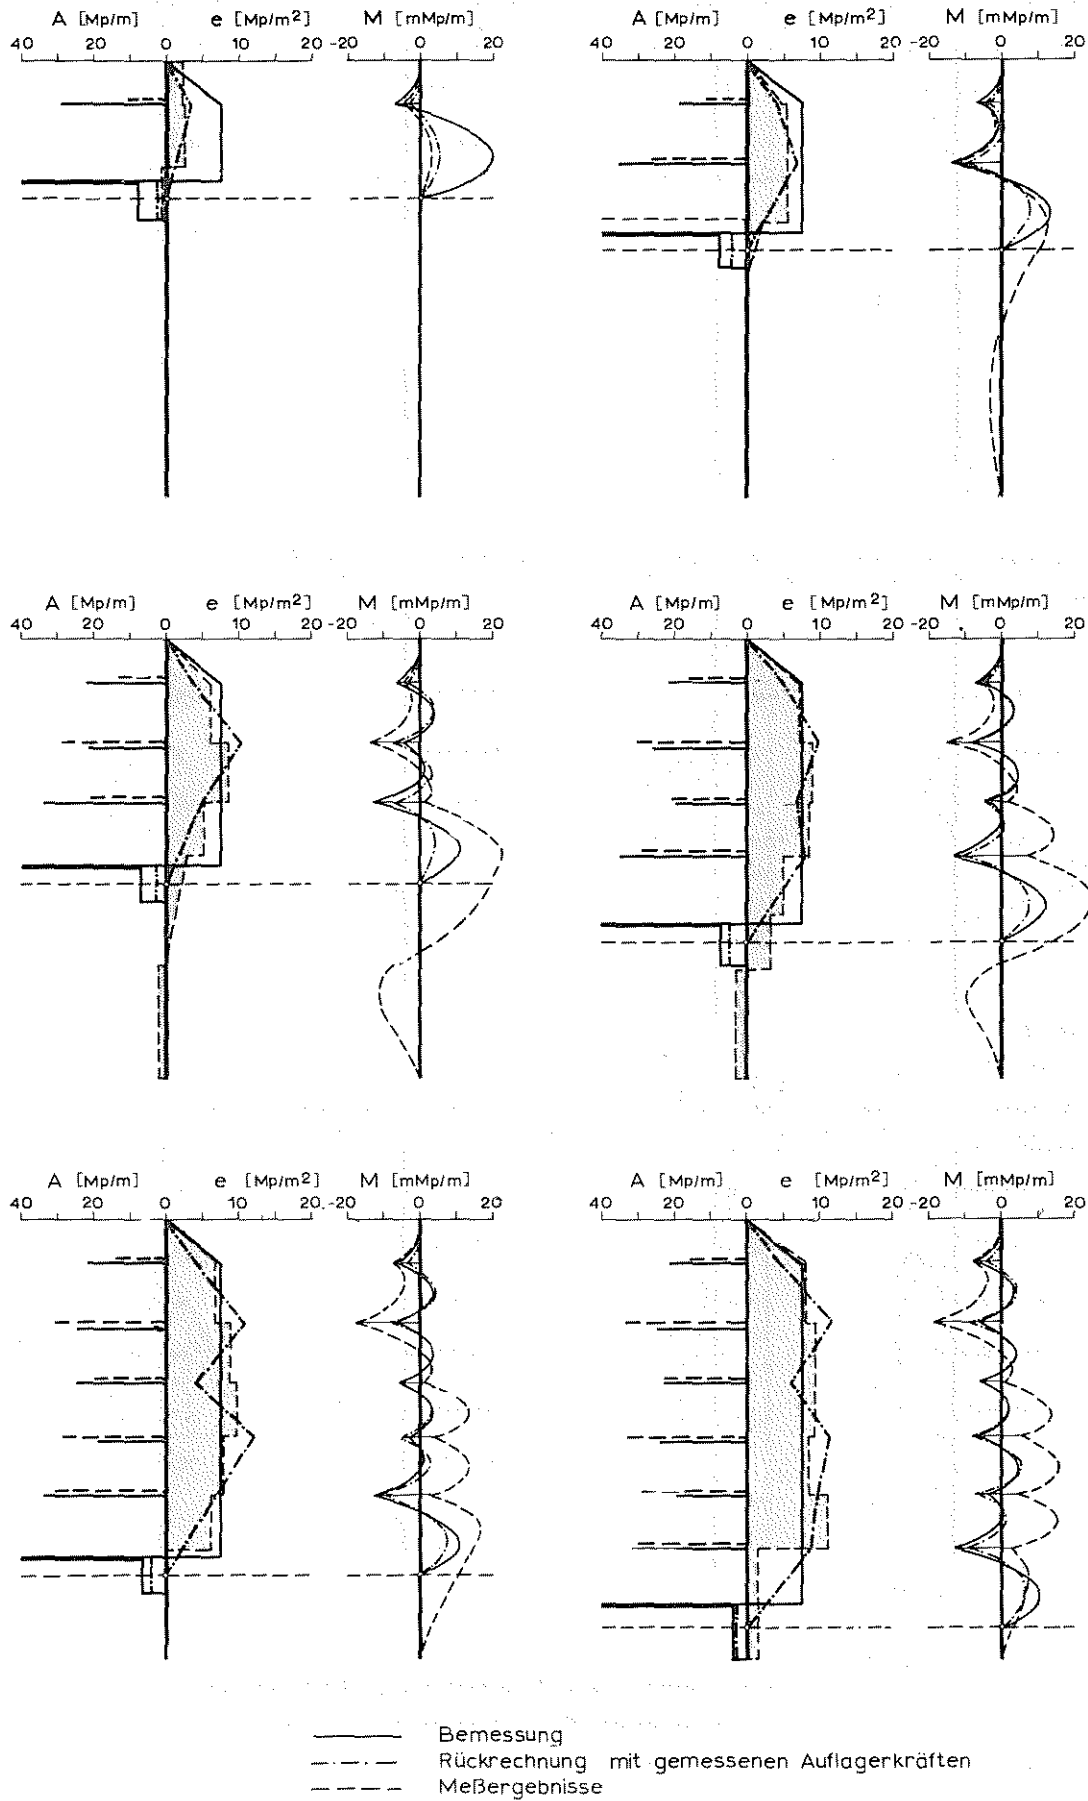 A [Mp/m] e [Mp/m²] M [mMp/m] A [Mp/m] e [Mp/m²] M [mMp/m]
40 20 0 10 20 -20 0 20 40 20 0 10 20 -20 0 20
A [Mp/m] e [Mp/m²] M [mMp/m] A [Mp/m] e [Mp/m²] M [mMp/m]
40 20 0 10 20 -20 0 20 40 20 0 10 20 -20 0 20
A [Mp/m] e [Mp/m²] M [mMp/m] A [Mp/m] e [Mp/m²] M [mMp/m]
40 20 0 10 20 -20 0 20 40 20 0 10 20 -20 0 20
Bemessung
Rückrechnung mit gemessenen Auflagerkräften
Meßergebnisse